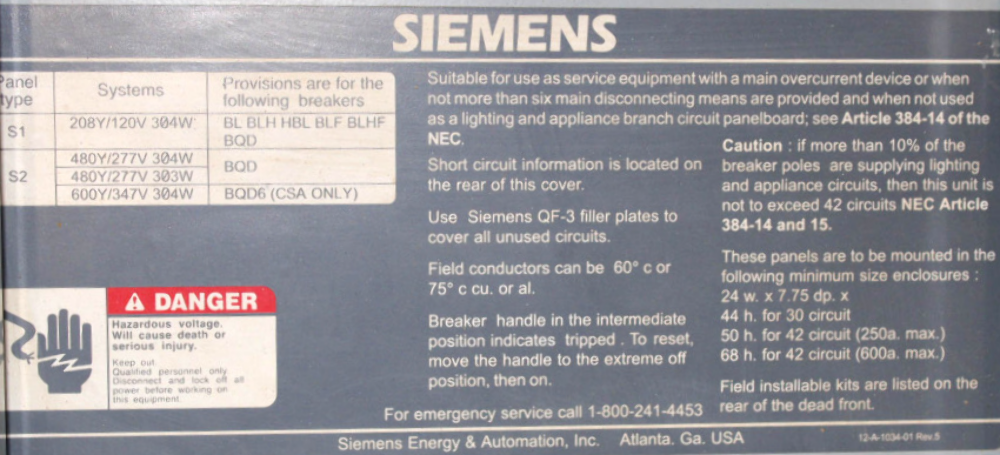 SIEMENS
Panel type
Systems
Provisions are for the
following breakers
S1
208Y/120V 3Ø4W
BL BLH HBL BLF BLHF
BQD
S2
480Y/277V 3Ø4W
480Y/277V 3Ø3W
BQD
600Y/347V 3Ø4W
BQD6 (CSA ONLY)
DANGER
Hazardous voltage.
Will cause death or
serious injury.
Keep out
Qualified personnel only
Disconnect and lock off all
power before working on
this equipment
Suitable for use as service equipment with a main overcurrent device or when
not more than six main disconnecting means are provided and when not used
as a lighting and appliance branch circuit panelboard; see Article 384-14 of the
NEC.
Short circuit information is located on
the rear of this cover.
Use Siemens QF-3 filler plates to
cover all unused circuits.
Field conductors can be 60° c or
75° c cu. or al.
Breaker handle in the intermediate
position indicates tripped . To reset,
move the handle to the extreme off
position, then on.
Caution : if more than 10% of the
breaker poles are supplying lighting
and appliance circuits, then this unit is
not to exceed 42 circuits NEC Article
384-14 and 15.
These panels are to be mounted in the
following minimum size enclosures :
24 w. x 7.75 dp. x
44 h. for 30 circuit
50 h. for 42 circuit (250a. max.)
68 h. for 42 circuit (600a. max.)
Field installable kits are listed on the
rear of the dead front.
For emergency service call 1-800-241-4453
Siemens Energy & Automation, Inc. Atlanta. Ga. USA
12-A-1034-01 Rev.5